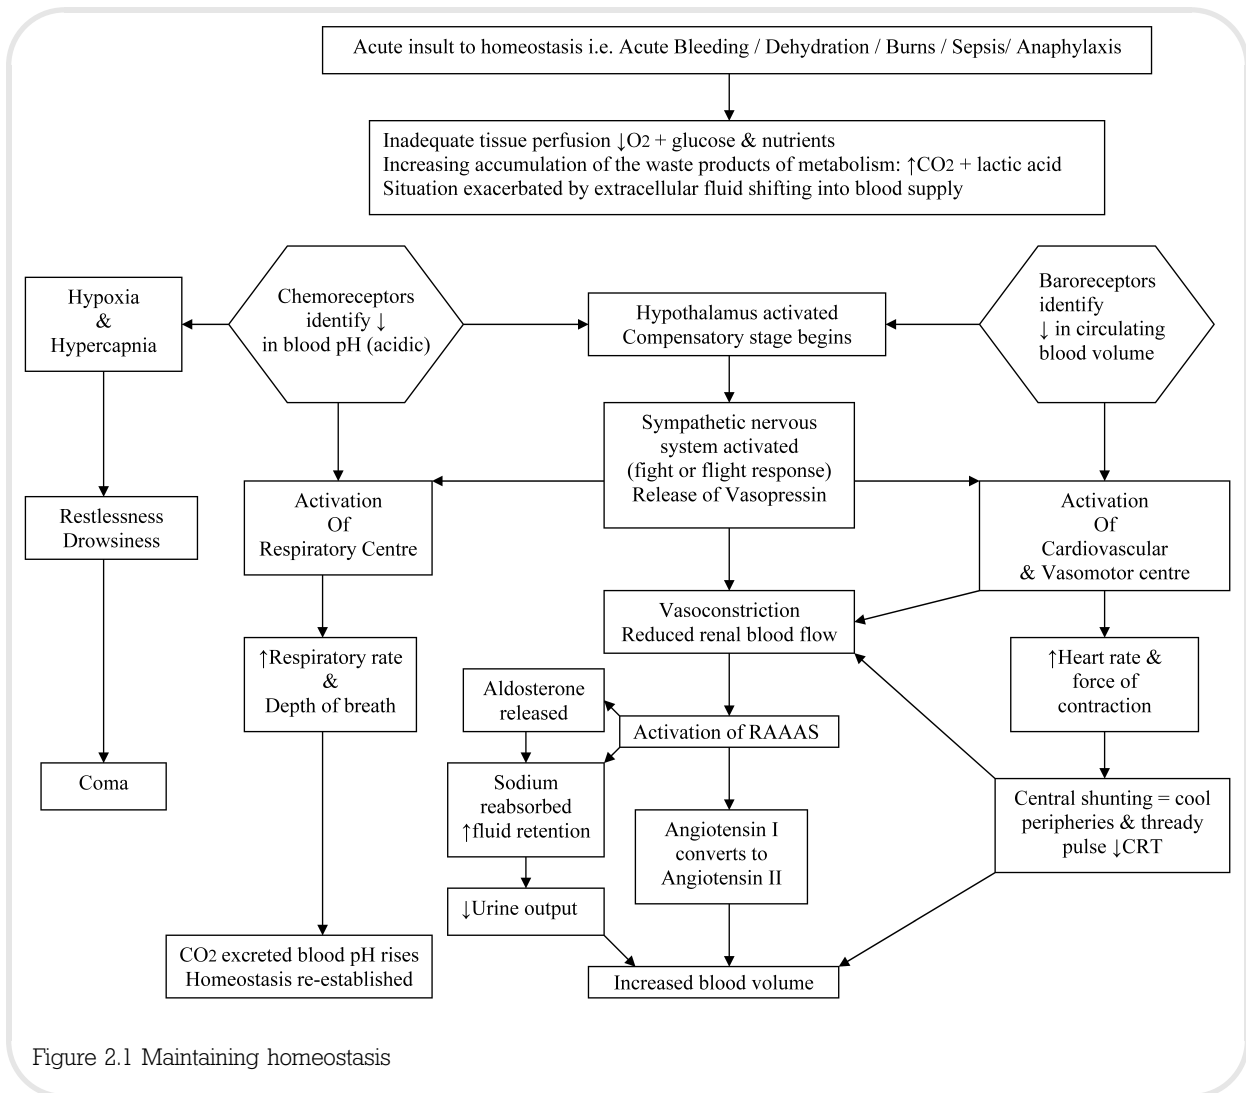 Acute insult to homeostasis i.e. Acute Bleeding / Dehydration / Burns / Sepsis/ Anaphylaxis
Inadequate tissue perfusion ↓O2 + glucose & nutrients
Increasing accumulation of the waste products of metabolism: ↑CO2 + lactic acid
Situation exacerbated by extracellular fluid shifting into blood supply
Hypoxia
&
Hypercapnia
Chemoreceptors
identify ↓
in blood pH (acidic)
Hypothalamus activated
Compensatory stage begins
Baroreceptors
identify
↓ in circulating
blood volume
Restlessness
Drowsiness
Activation
Of
Respiratory Centre
Sympathetic nervous
system activated
(fight or flight response)
Release of Vasopressin
Activation
Of
Cardiovascular
& Vasomotor centre
Vasoconstriction
Reduced renal blood flow
↑Respiratory rate
&
Depth of breath
↑Heart rate &
force of
contraction
Aldosterone
released
Activation of RAAAS
Coma
Sodium
reabsorbed
↑fluid retention
Angiotensin I
converts to
Angiotensin II
Central shunting = cool
peripheries & thready
pulse ↓CRT
↓Urine output
CO2 excreted blood pH rises
Homeostasis re-established
Increased blood volume
Figure 2.1 Maintaining homeostasis